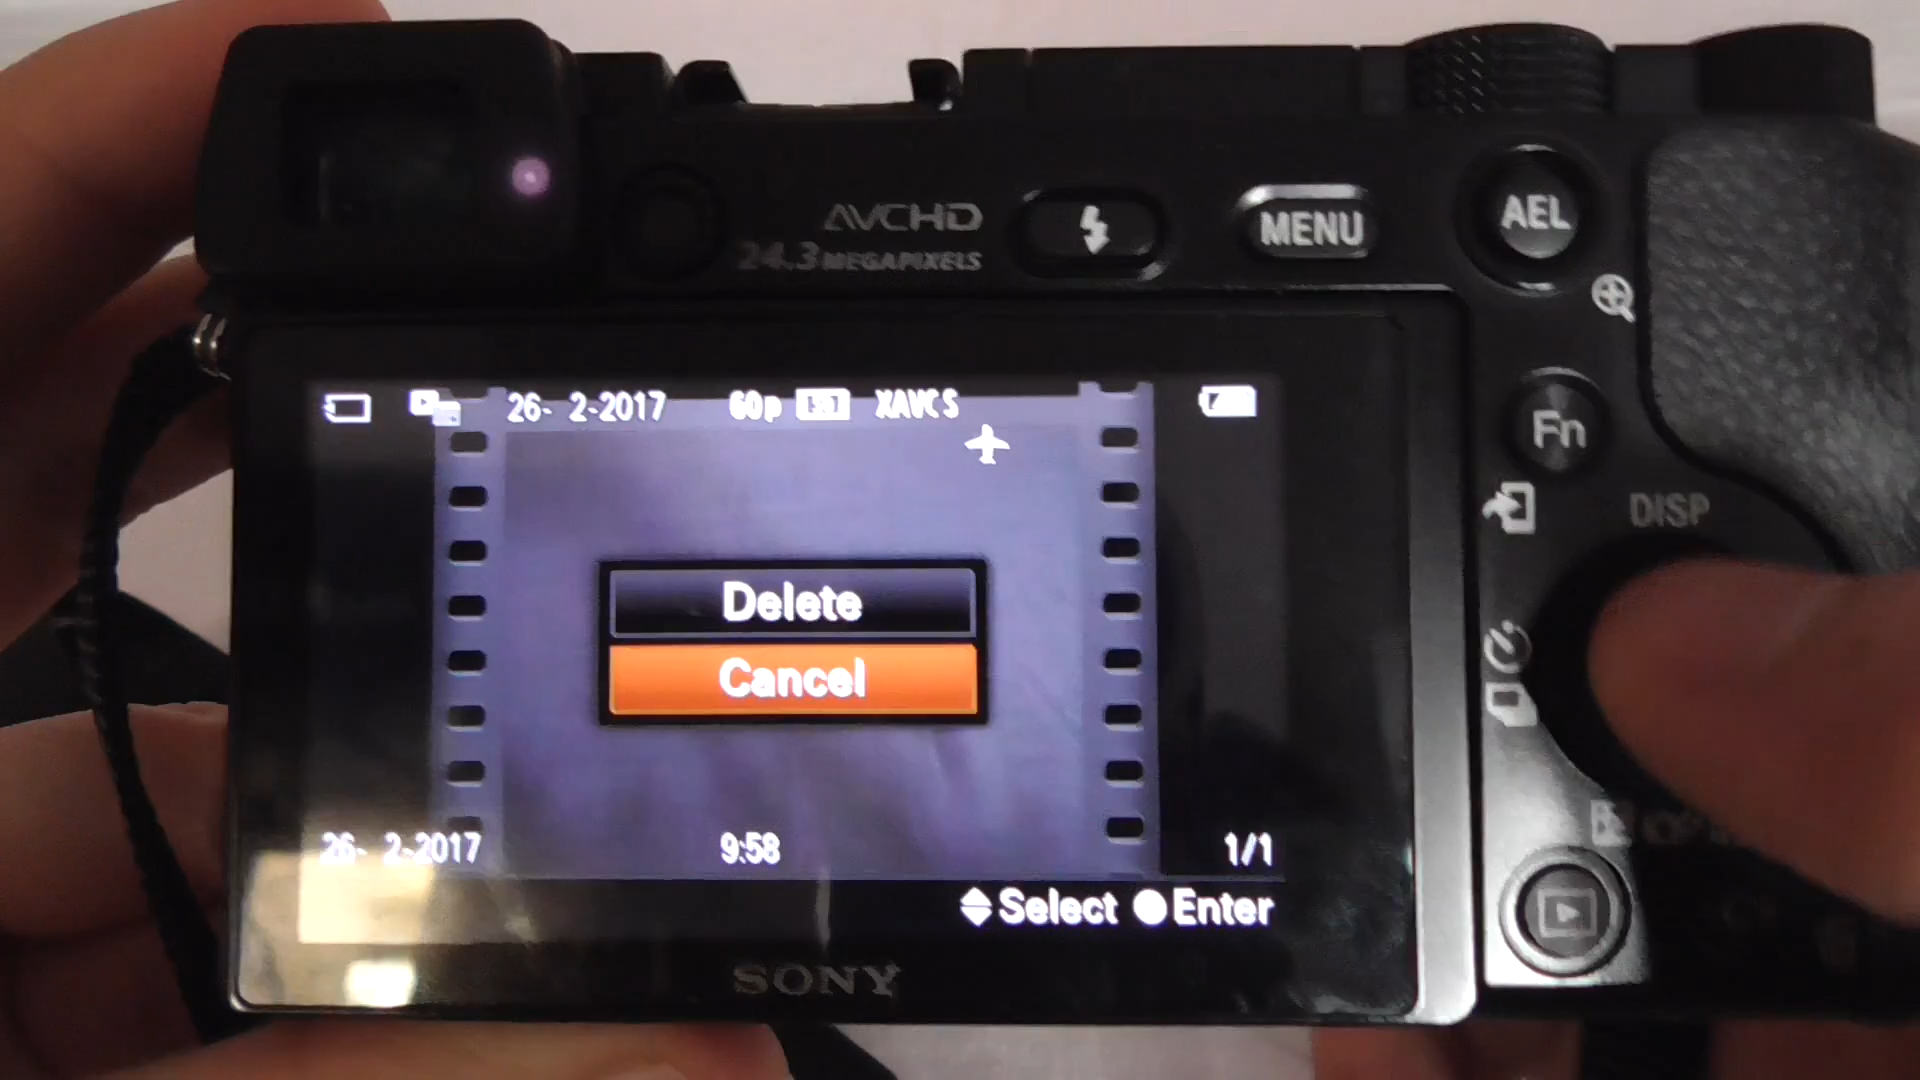 AVCHD
24.3 MEGAPIXELS
MENU
AEL
Fn
DISP
26- 2-2017 60p XAVC S
Delete
Cancel
26- 2-2017 9:58 1/1
Select Enter
SONY